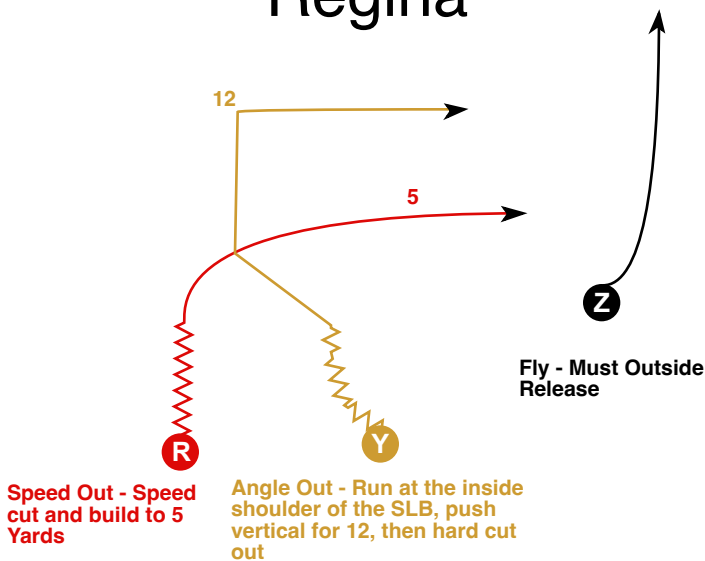 Regina
12
5
Z
Fly - Must Outside
Release
R
Y
Speed Out - Speed
cut and build to 5
Yards
Angle Out - Run at the inside
shoulder of the SLB, push
vertical for 12, then hard cut
out